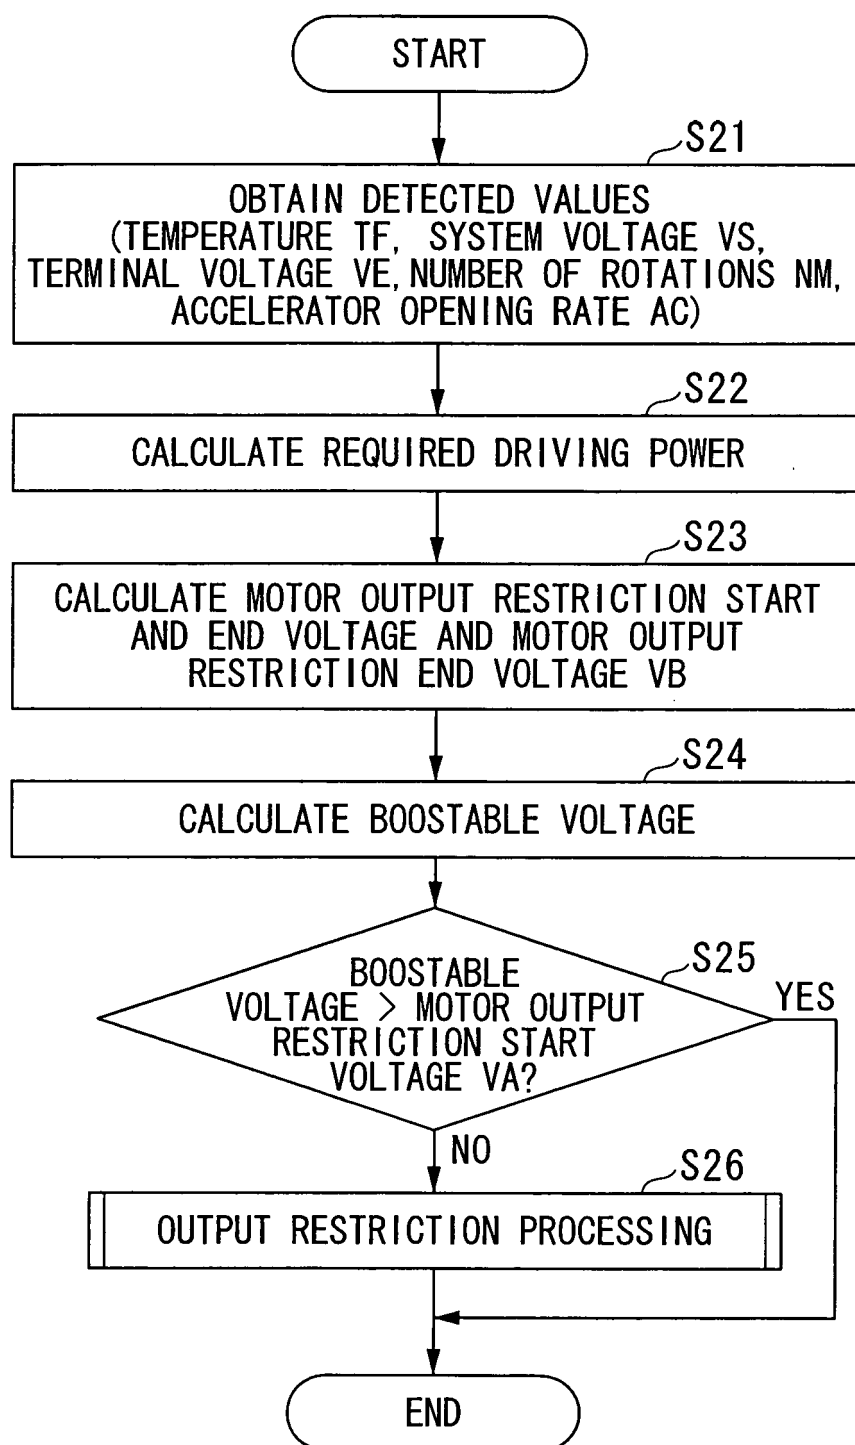 START
S21
OBTAIN DETECTED VALUES
(TEMPERATURE TF, SYSTEM VOLTAGE VS,
TERMINAL VOLTAGE VE, NUMBER OF ROTATIONS NM,
ACCELERATOR OPENING RATE AC)
S22
CALCULATE REQUIRED DRIVING POWER
S23
CALCULATE MOTOR OUTPUT RESTRICTION START
AND END VOLTAGE AND MOTOR OUTPUT
RESTRICTION END VOLTAGE VB
S24
CALCULATE BOOSTABLE VOLTAGE
S25
BOOSTABLE
VOLTAGE > MOTOR OUTPUT
RESTRICTION START
VOLTAGE VA?
YES
NO
S26
OUTPUT RESTRICTION PROCESSING
END